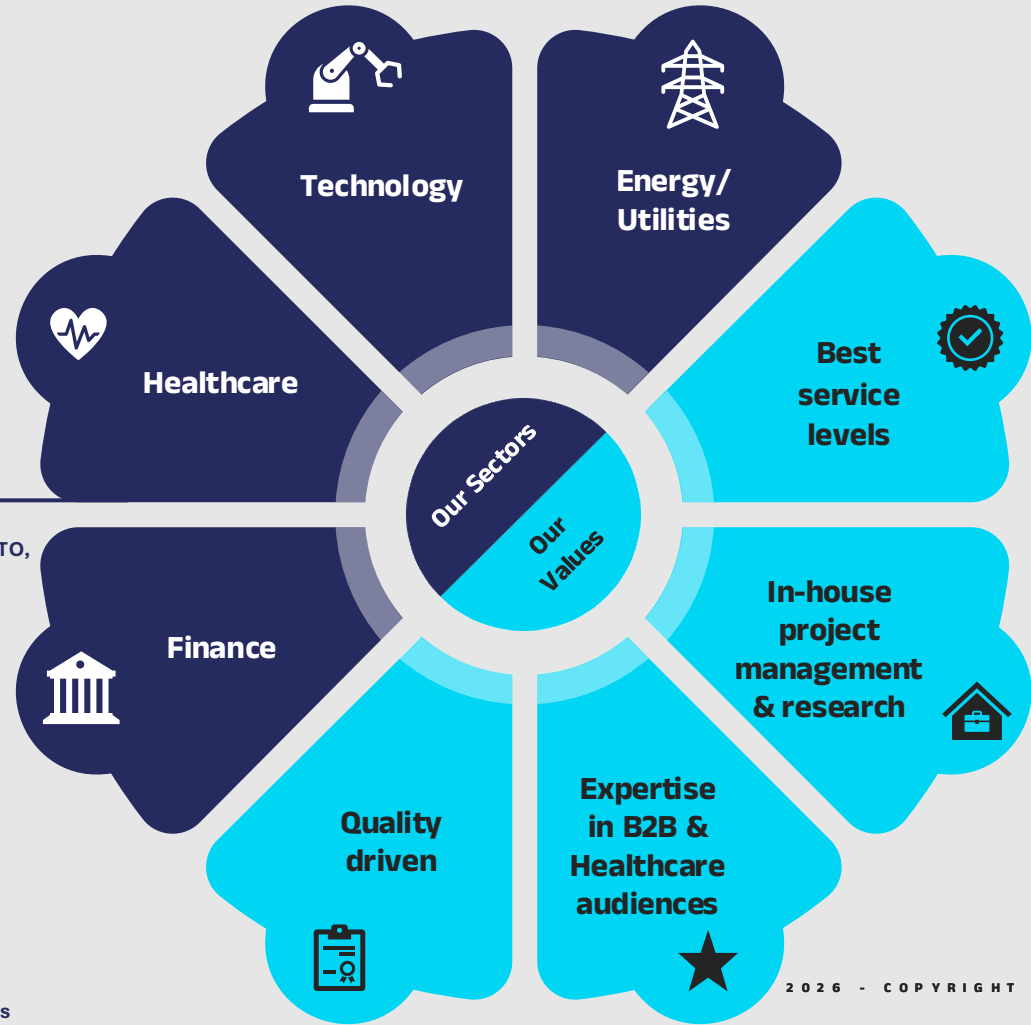 Technology
Energy/
Utilities
Healthcare
Best
service
levels
Our Sectors
Our
Values
TO,
Finance
In-house
project
management
& research
Quality
driven
Expertise
in B2B &
Healthcare
audiences
2026 - COPYRIGHT
s